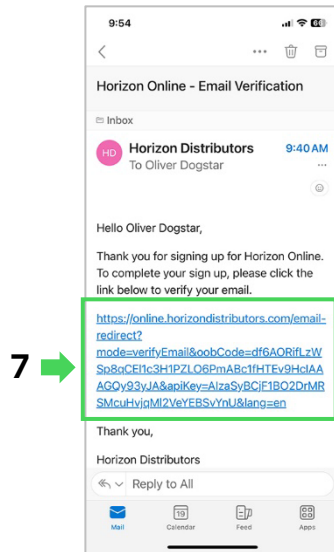 9:54
60
Horizon Online - Email Verification
Inbox
HD
Horizon Distributors
9:40 AM
To Oliver Dogstar
Hello Oliver Dogstar,
Thank you for signing up for Horizon Online.
To complete your sign up, please click the
link below to verify your email.
https://online.horizondistributors.com/email-
redirect?
mode=verifyEmail&oobCode=df6AORifLzW
Sp8qCEl1c3H1PZLO6PmABc1fHTEv9HcIAA
AGQy93yJA&apiKey=AIzaSyBCjF1BO2DrMR
SMcuHvjqMl2VeYEBSvYnU&lang=en
7
Thank you,
Horizon Distributors
Reply to All
19
Mail
Calendar
Feed
Apps